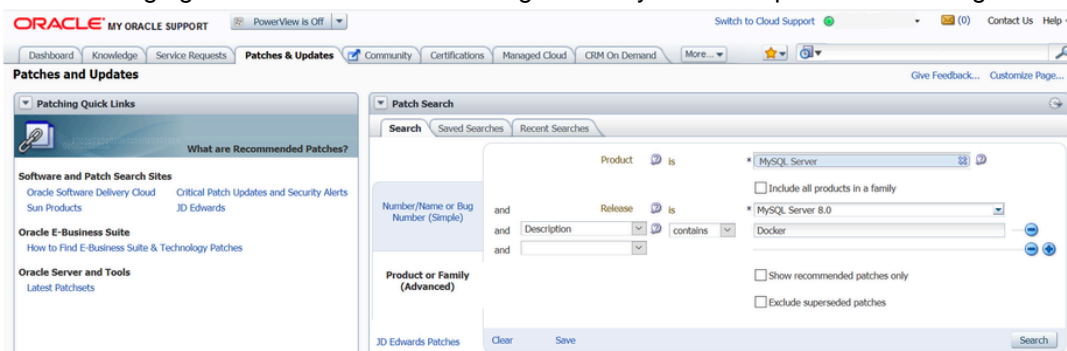 ORACLE MY ORACLE SUPPORT
PowerView is Off
Switch to Cloud Support
(0)
Contact Us
Help
Dashboard
Knowledge
Service Requests
Patches & Updates
Community
Certifications
Managed Cloud
CRM On Demand
More...
Patches and Updates
Give Feedback...
Customize Page...
Patching Quick Links
What are Recommended Patches?
Software and Patch Search Sites
Oracle Software Delivery Cloud
Critical Patch Updates and Security Alerts
Sun Products
JD Edwards
Oracle E-Business Suite
How to Find E-Business Suite & Technology Patches
Oracle Server and Tools
Latest Patchsets
Patch Search
Search
Saved Searches
Recent Searches
Number/Name or Bug
Number (Simple)
Product or Family
(Advanced)
JD Edwards Patches
Product is * MySQL Server
Include all products in a family
and Release is * MySQL Server 8.0
and Description contains Docker
and
Show recommended patches only
Exclude superseded patches
Clear
Save
Search